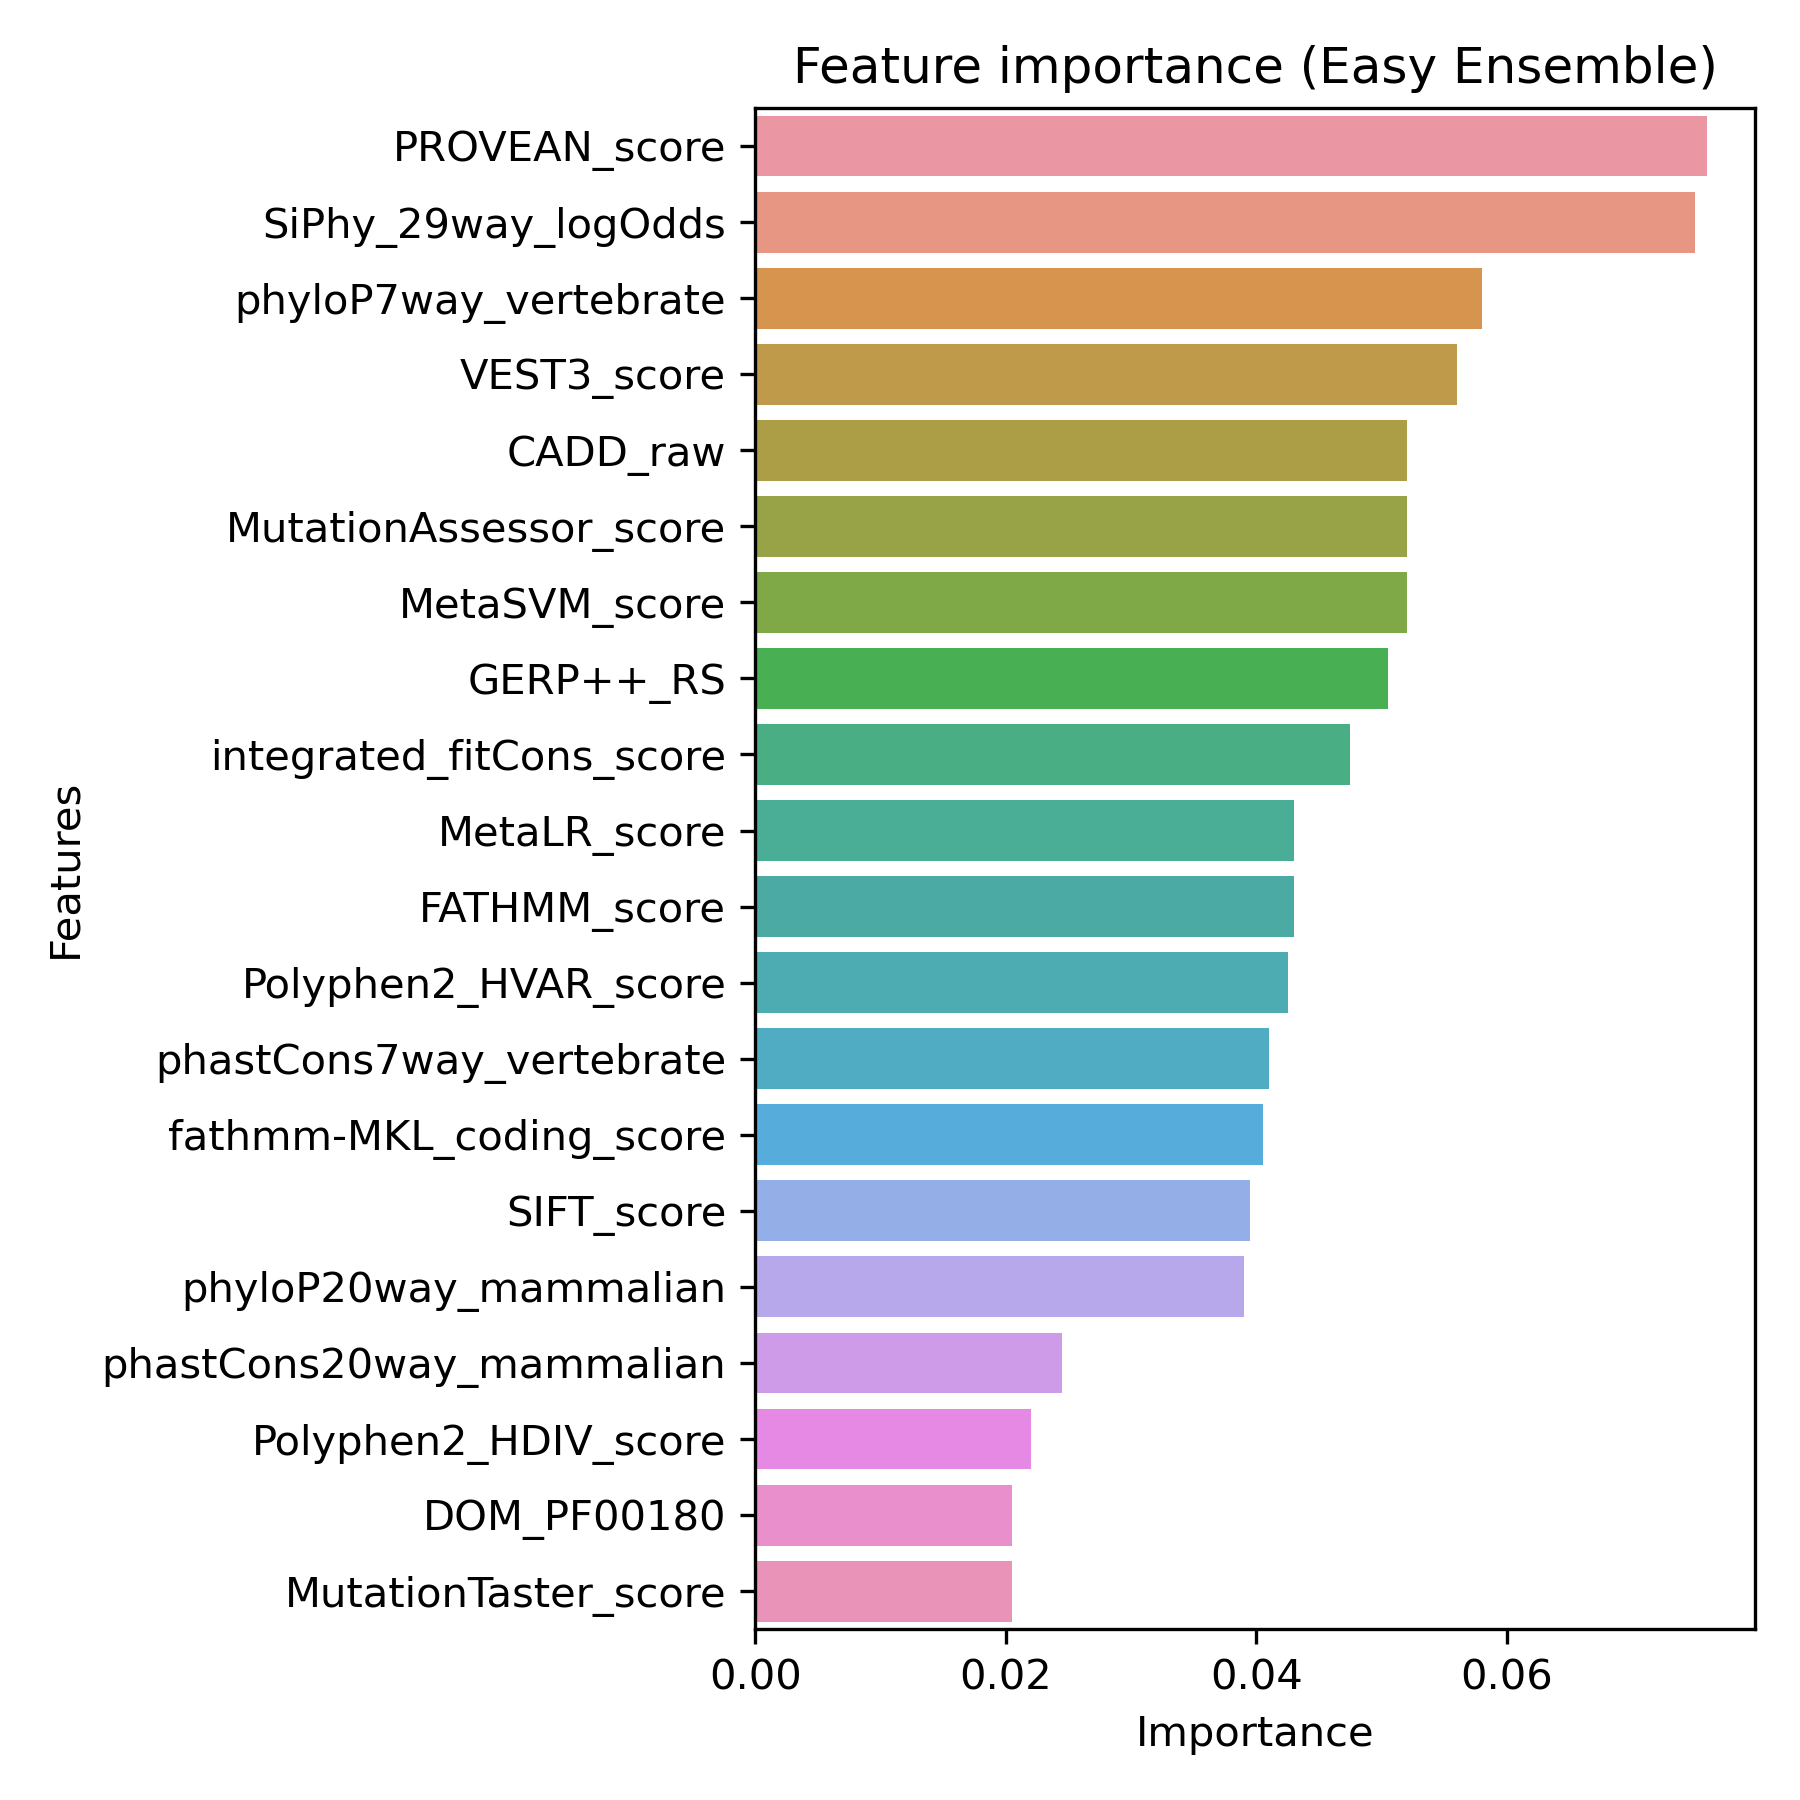 Feature importance (Easy Ensemble)
PROVEAN_score
SiPhy_29way_logOdds
phyloP7way_vertebrate
VEST3_score
CADD_raw
MutationAssessor_score
MetaSVM_score
GERP++_RS
integrated_fitCons_score
MetaLR_score
FATHMM_score
Polyphen2_HVAR_score
phastCons7way_vertebrate
fathmm-MKL_coding_score
SIFT_score
phyloP20way_mammalian
phastCons20way_mammalian
Polyphen2_HDIV_score
DOM_PF00180
MutationTaster_score
Features
0.00 0.02 0.04 0.06
Importance